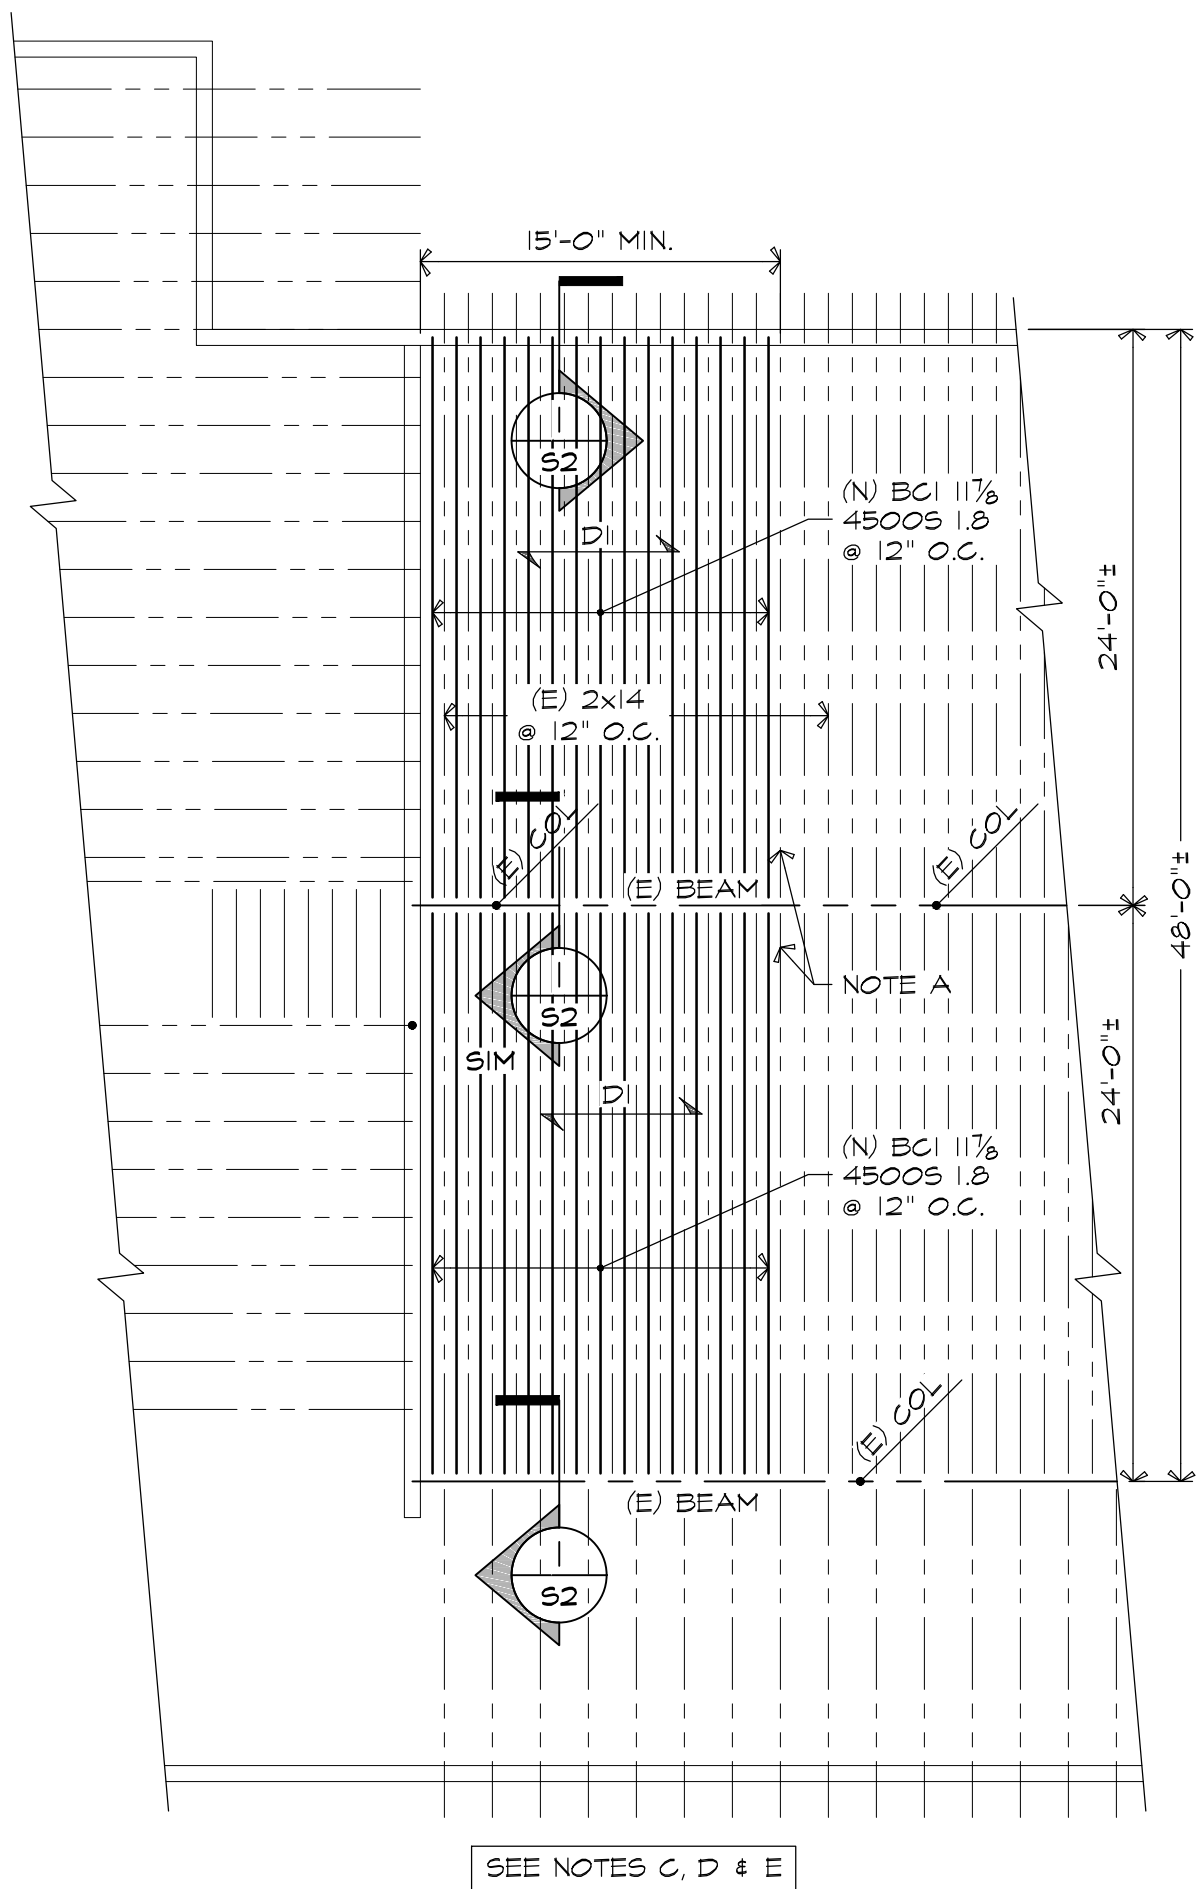 15'-0" MIN.
S2
(N) BCI 11⅞
4500S 1.8
@ 12" O.C.
D1
24'-0"±
(E) 2x14
@ 12" O.C.
(E) COL
(E) COL
(E) BEAM
48'-0"±
NOTE A
S2
SIM
24'-0"±
D1
(N) BCI 11⅞
4500S 1.8
@ 12" O.C.
(E) COL
(E) BEAM
S2
SEE NOTES C, D & E